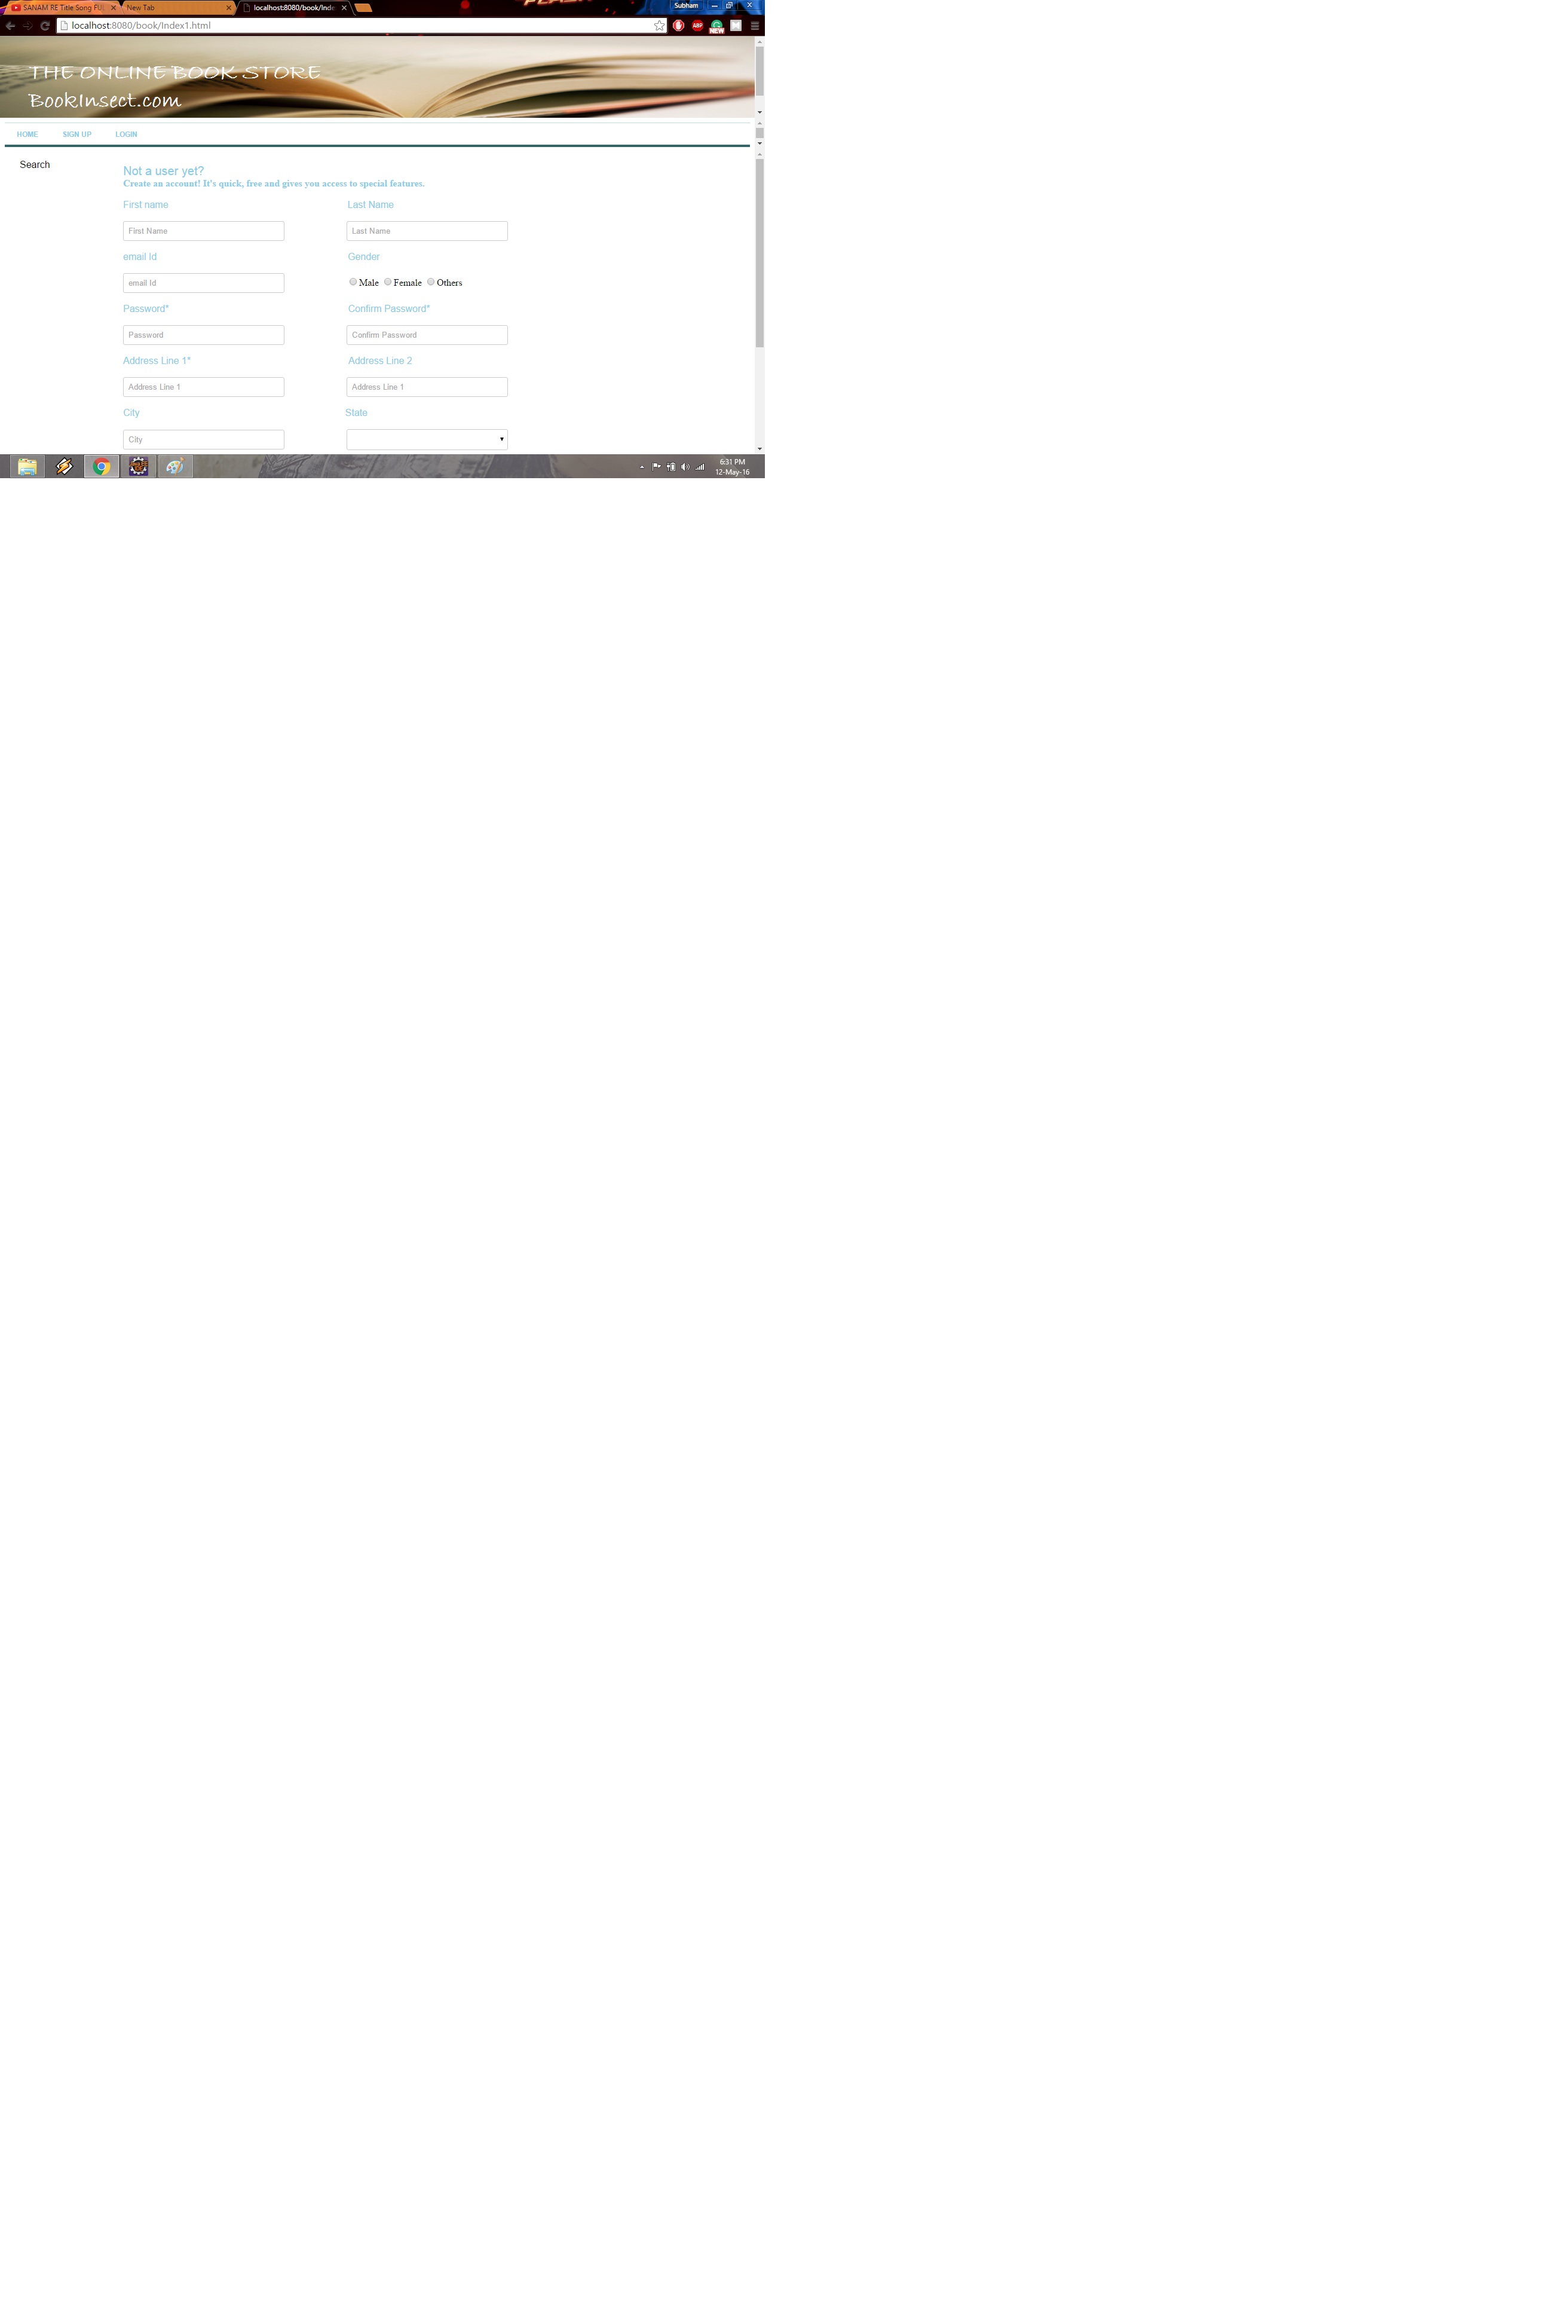 SANAM RE Title Song
New Tab
localhost:8080/book/Inde
Subham
localhost:8080/book/Index1.html
ABP
NEW
THE ONLINE BOOK STORE
BookInsect.com
HOME SIGN UP LOGIN
Search
Not a user yet?
Create an account! It's quick, free and gives you access to special features.
First name Last Name
First Name Last Name
email Id Gender
email Id Male Female Others
Password* Confirm Password*
Password Confirm Password
Address Line 1* Address Line 2
Address Line 1 Address Line 1
City State
City
6:31 PM
12-May-16